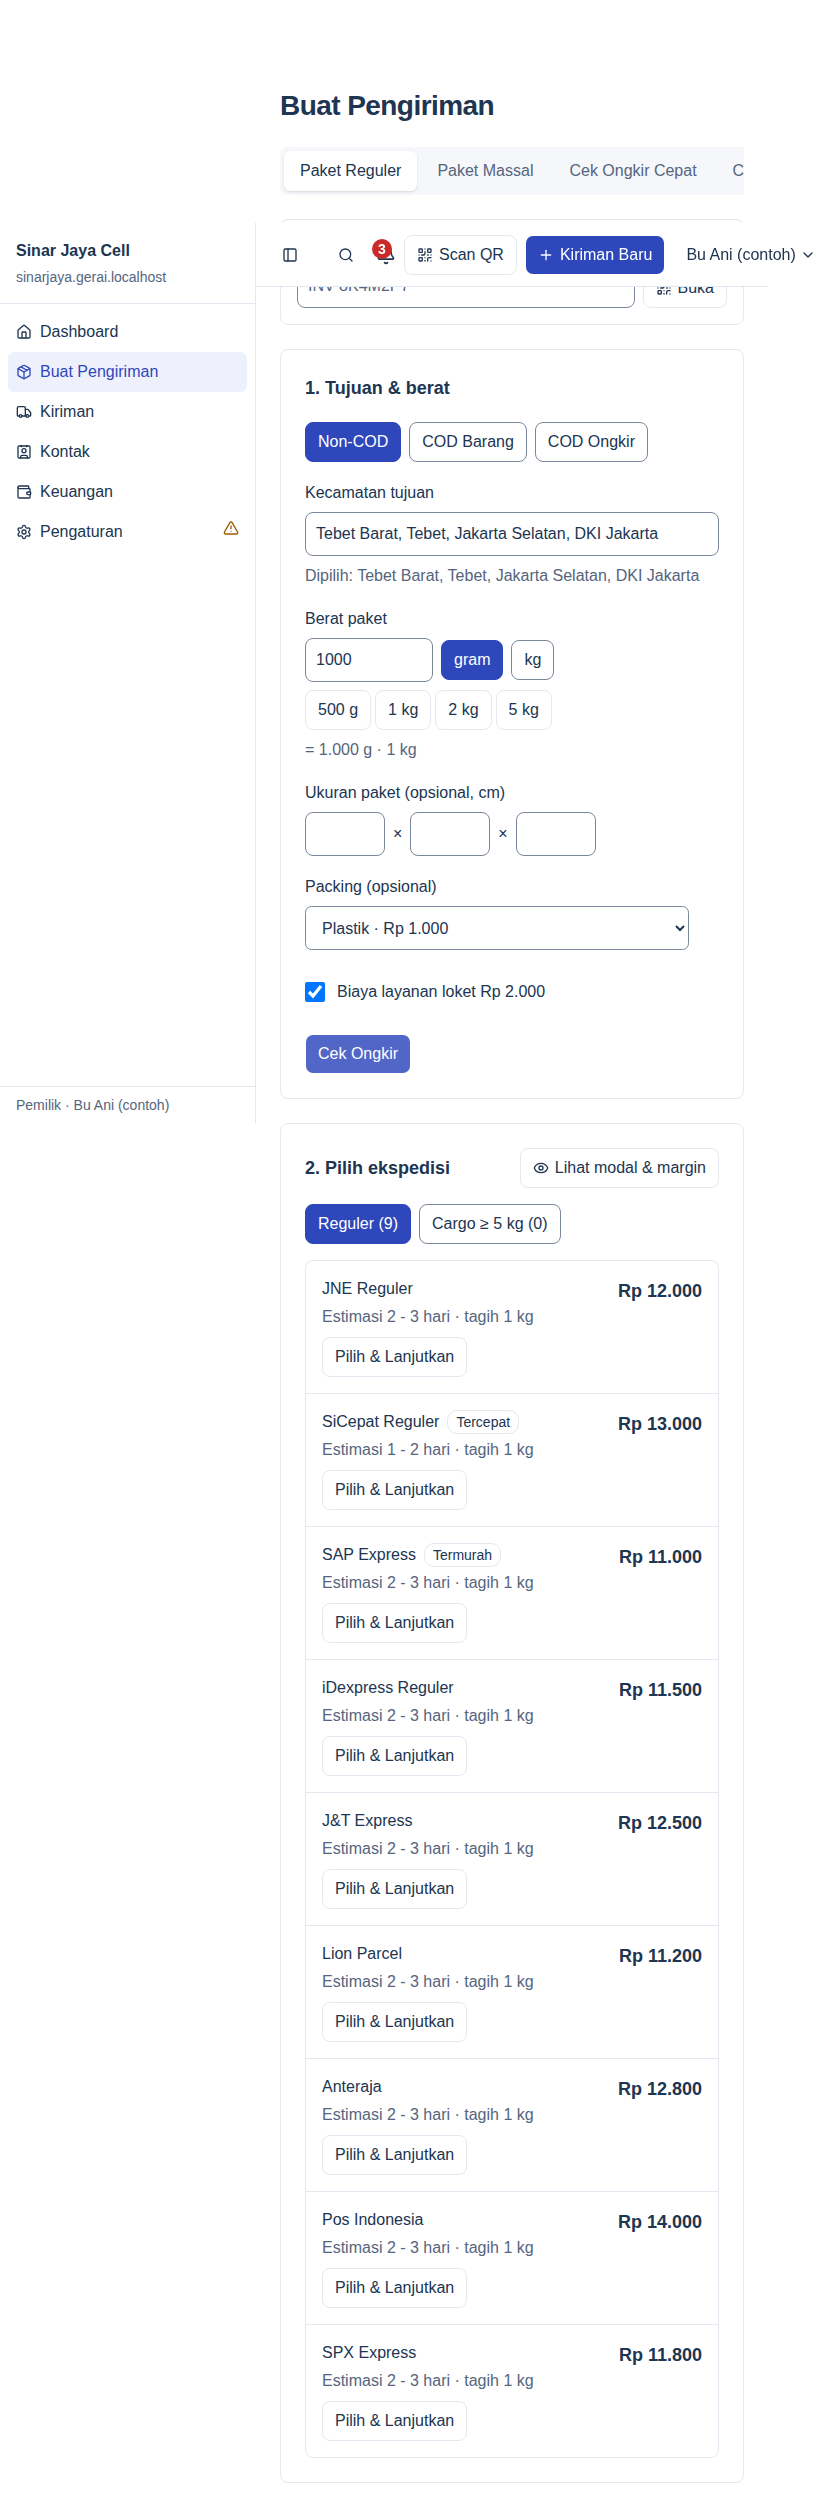 Buat Pengiriman
Paket Reguler
Paket Massal
Cek Ongkir Cepat
C
Sinar Jaya Cell
sinarjaya.gerai.localhost
Dashboard
Buat Pengiriman
Kiriman
Kontak
Keuangan
Pengaturan
Pemilik · Bu Ani (contoh)
3
Scan QR
Kiriman Baru
Bu Ani (contoh)
Buka
1. Tujuan & berat
Non-COD
COD Barang
COD Ongkir
Kecamatan tujuan
Tebet Barat, Tebet, Jakarta Selatan, DKI Jakarta
Dipilih: Tebet Barat, Tebet, Jakarta Selatan, DKI Jakarta
Berat paket
1000
gram
kg
500 g
1 kg
2 kg
5 kg
= 1.000 g · 1 kg
Ukuran paket (opsional, cm)
× ×
Packing (opsional)
Plastik · Rp 1.000
Biaya layanan loket Rp 2.000
Cek Ongkir
2. Pilih ekspedisi
Lihat modal & margin
Reguler (9)
Cargo ≥ 5 kg (0)
JNE Reguler
Rp 12.000
Estimasi 2 - 3 hari · tagih 1 kg
Pilih & Lanjutkan
SiCepat Reguler
Tercepat
Rp 13.000
Estimasi 1 - 2 hari · tagih 1 kg
Pilih & Lanjutkan
SAP Express
Termurah
Rp 11.000
Estimasi 2 - 3 hari · tagih 1 kg
Pilih & Lanjutkan
iDexpress Reguler
Rp 11.500
Estimasi 2 - 3 hari · tagih 1 kg
Pilih & Lanjutkan
J&T Express
Rp 12.500
Estimasi 2 - 3 hari · tagih 1 kg
Pilih & Lanjutkan
Lion Parcel
Rp 11.200
Estimasi 2 - 3 hari · tagih 1 kg
Pilih & Lanjutkan
Anteraja
Rp 12.800
Estimasi 2 - 3 hari · tagih 1 kg
Pilih & Lanjutkan
Pos Indonesia
Rp 14.000
Estimasi 2 - 3 hari · tagih 1 kg
Pilih & Lanjutkan
SPX Express
Rp 11.800
Estimasi 2 - 3 hari · tagih 1 kg
Pilih & Lanjutkan